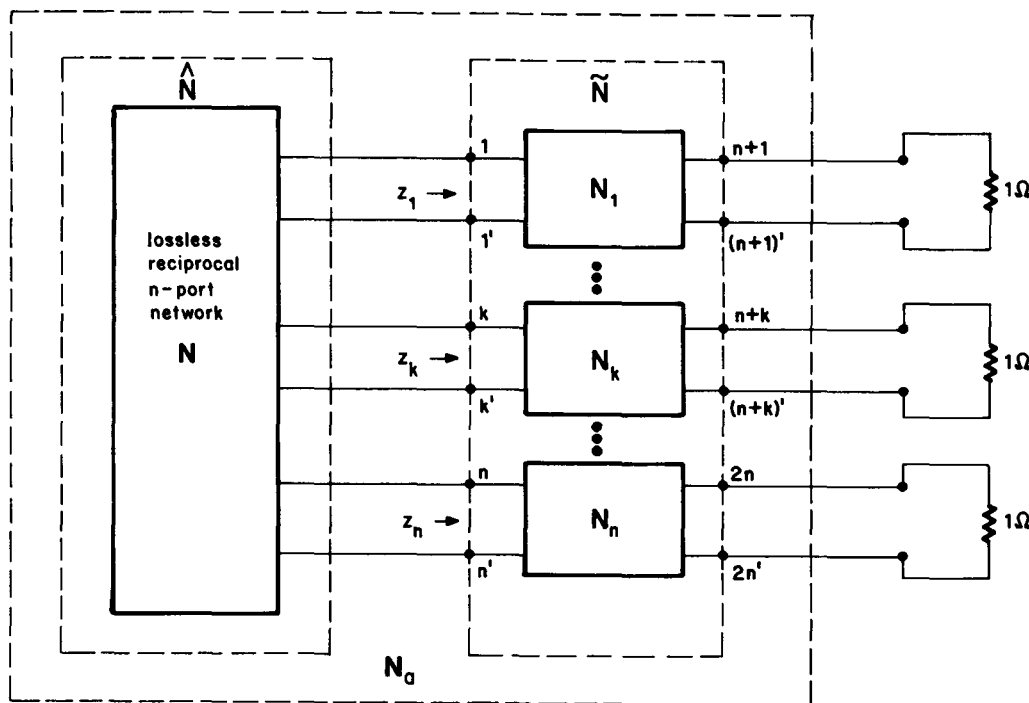 N̂
lossless
reciprocal
n-port
network
N
Ñ
1
z₁ →
1'
N₁
n+1
(n+1)'
1Ω
k
zₖ →
k'
Nₖ
n+k
(n+k)'
1Ω
n
zₙ →
n'
Nₙ
2n
2n'
1Ω
Nₐ